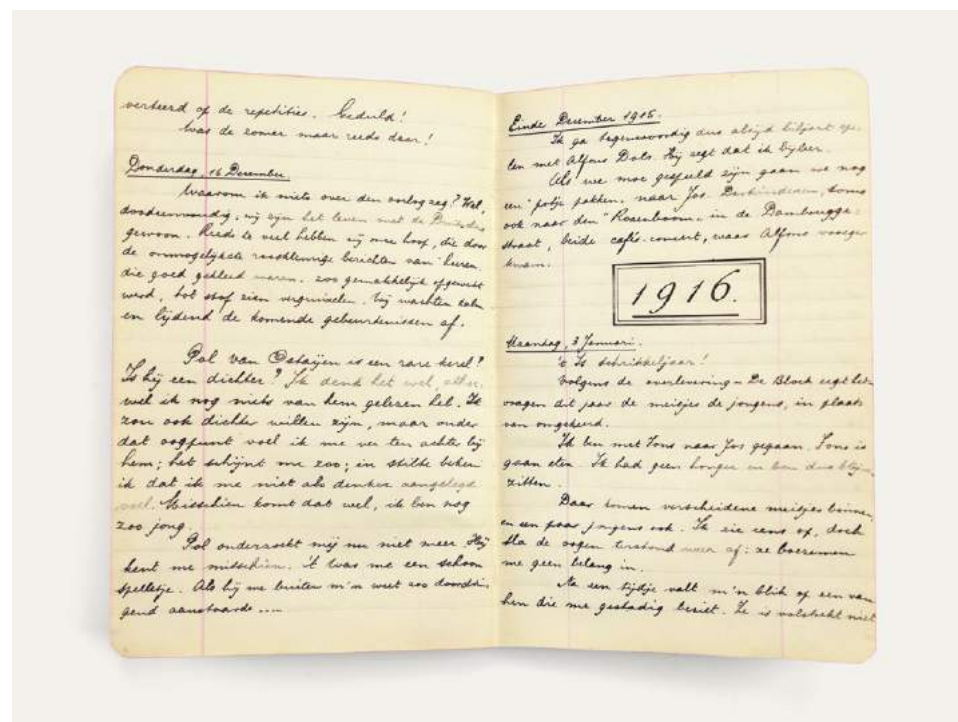 verteerd op de repetities. Geduld!
Was de zomer maar reeds daar!
Donderdag, 16 December.
Waarom ik niets over den oorlog zeg? Wel,
doodeenvoudig, wij zijn het leven met de
gewoon. Reeds te veel hebben wij mee hoop, die door
de onmogelijkste berichten van heeren
die goed gekleed waren, zoo gemakkelijk opgewekt
werd, tot stof zien vergruizelen. Wij wachten kalm
en lijdend de komende gebeurtenissen af.
Pol van Ostaijen is een rare kerel?
Is hij een dichter? Ik denk het wel, alhoe-
wel ik nog niets van hem gelezen heb. Ik
zou ook dichter willen zijn, maar onder
dat oogpunt voel ik me ver ten achter bij
hem; het schijnt me zoo; in stilte beken
ik dat ik me niet als denker aangelegd
voel. Misschien komt dat wel, ik ben nog
zoo jong.
Pol onderzoekt mij nu niet meer. Hij
kent me misschien. 't Was me een schoon
spelletje. Als hij me buiten m'n weet zoo doordrin-
gend aanstaarde .....
Einde December 1915.
Ik ga tegenwoordig dus altijd biljart spe-
len met Alfons Dols. Hij zegt dat ik bijleer.
Als we moe gespeeld zijn gaan we nog
een potje pakken, naar Jos. soms
ook naar den "Rozenboom" in de Dambrugge-
straat, beide cafés-concert, waar Alfons vroeger
kwam.
1916.
Maandag, 3 Januari.
't Is schrikkeljaar!
Volgens de overlevering – De Block zegt het –
vragen dit jaar de meisjes de jongens, in plaats
van omgekeerd.
Ik ben met Fons naar Jos gegaan. Fons is
gaan eten. Ik had geen honger en ben dus blijven
zitten.
Daar komen verscheidene meisjes binnen,
en een paar jongens ook. Ik zie eens op, doch
sla de oogen terstond weer af: ze boezemen
me geen belang in.
Na een tijdje valt m'n blik op een van
hen die me gestadig beziet. Ze is volstrekt niet